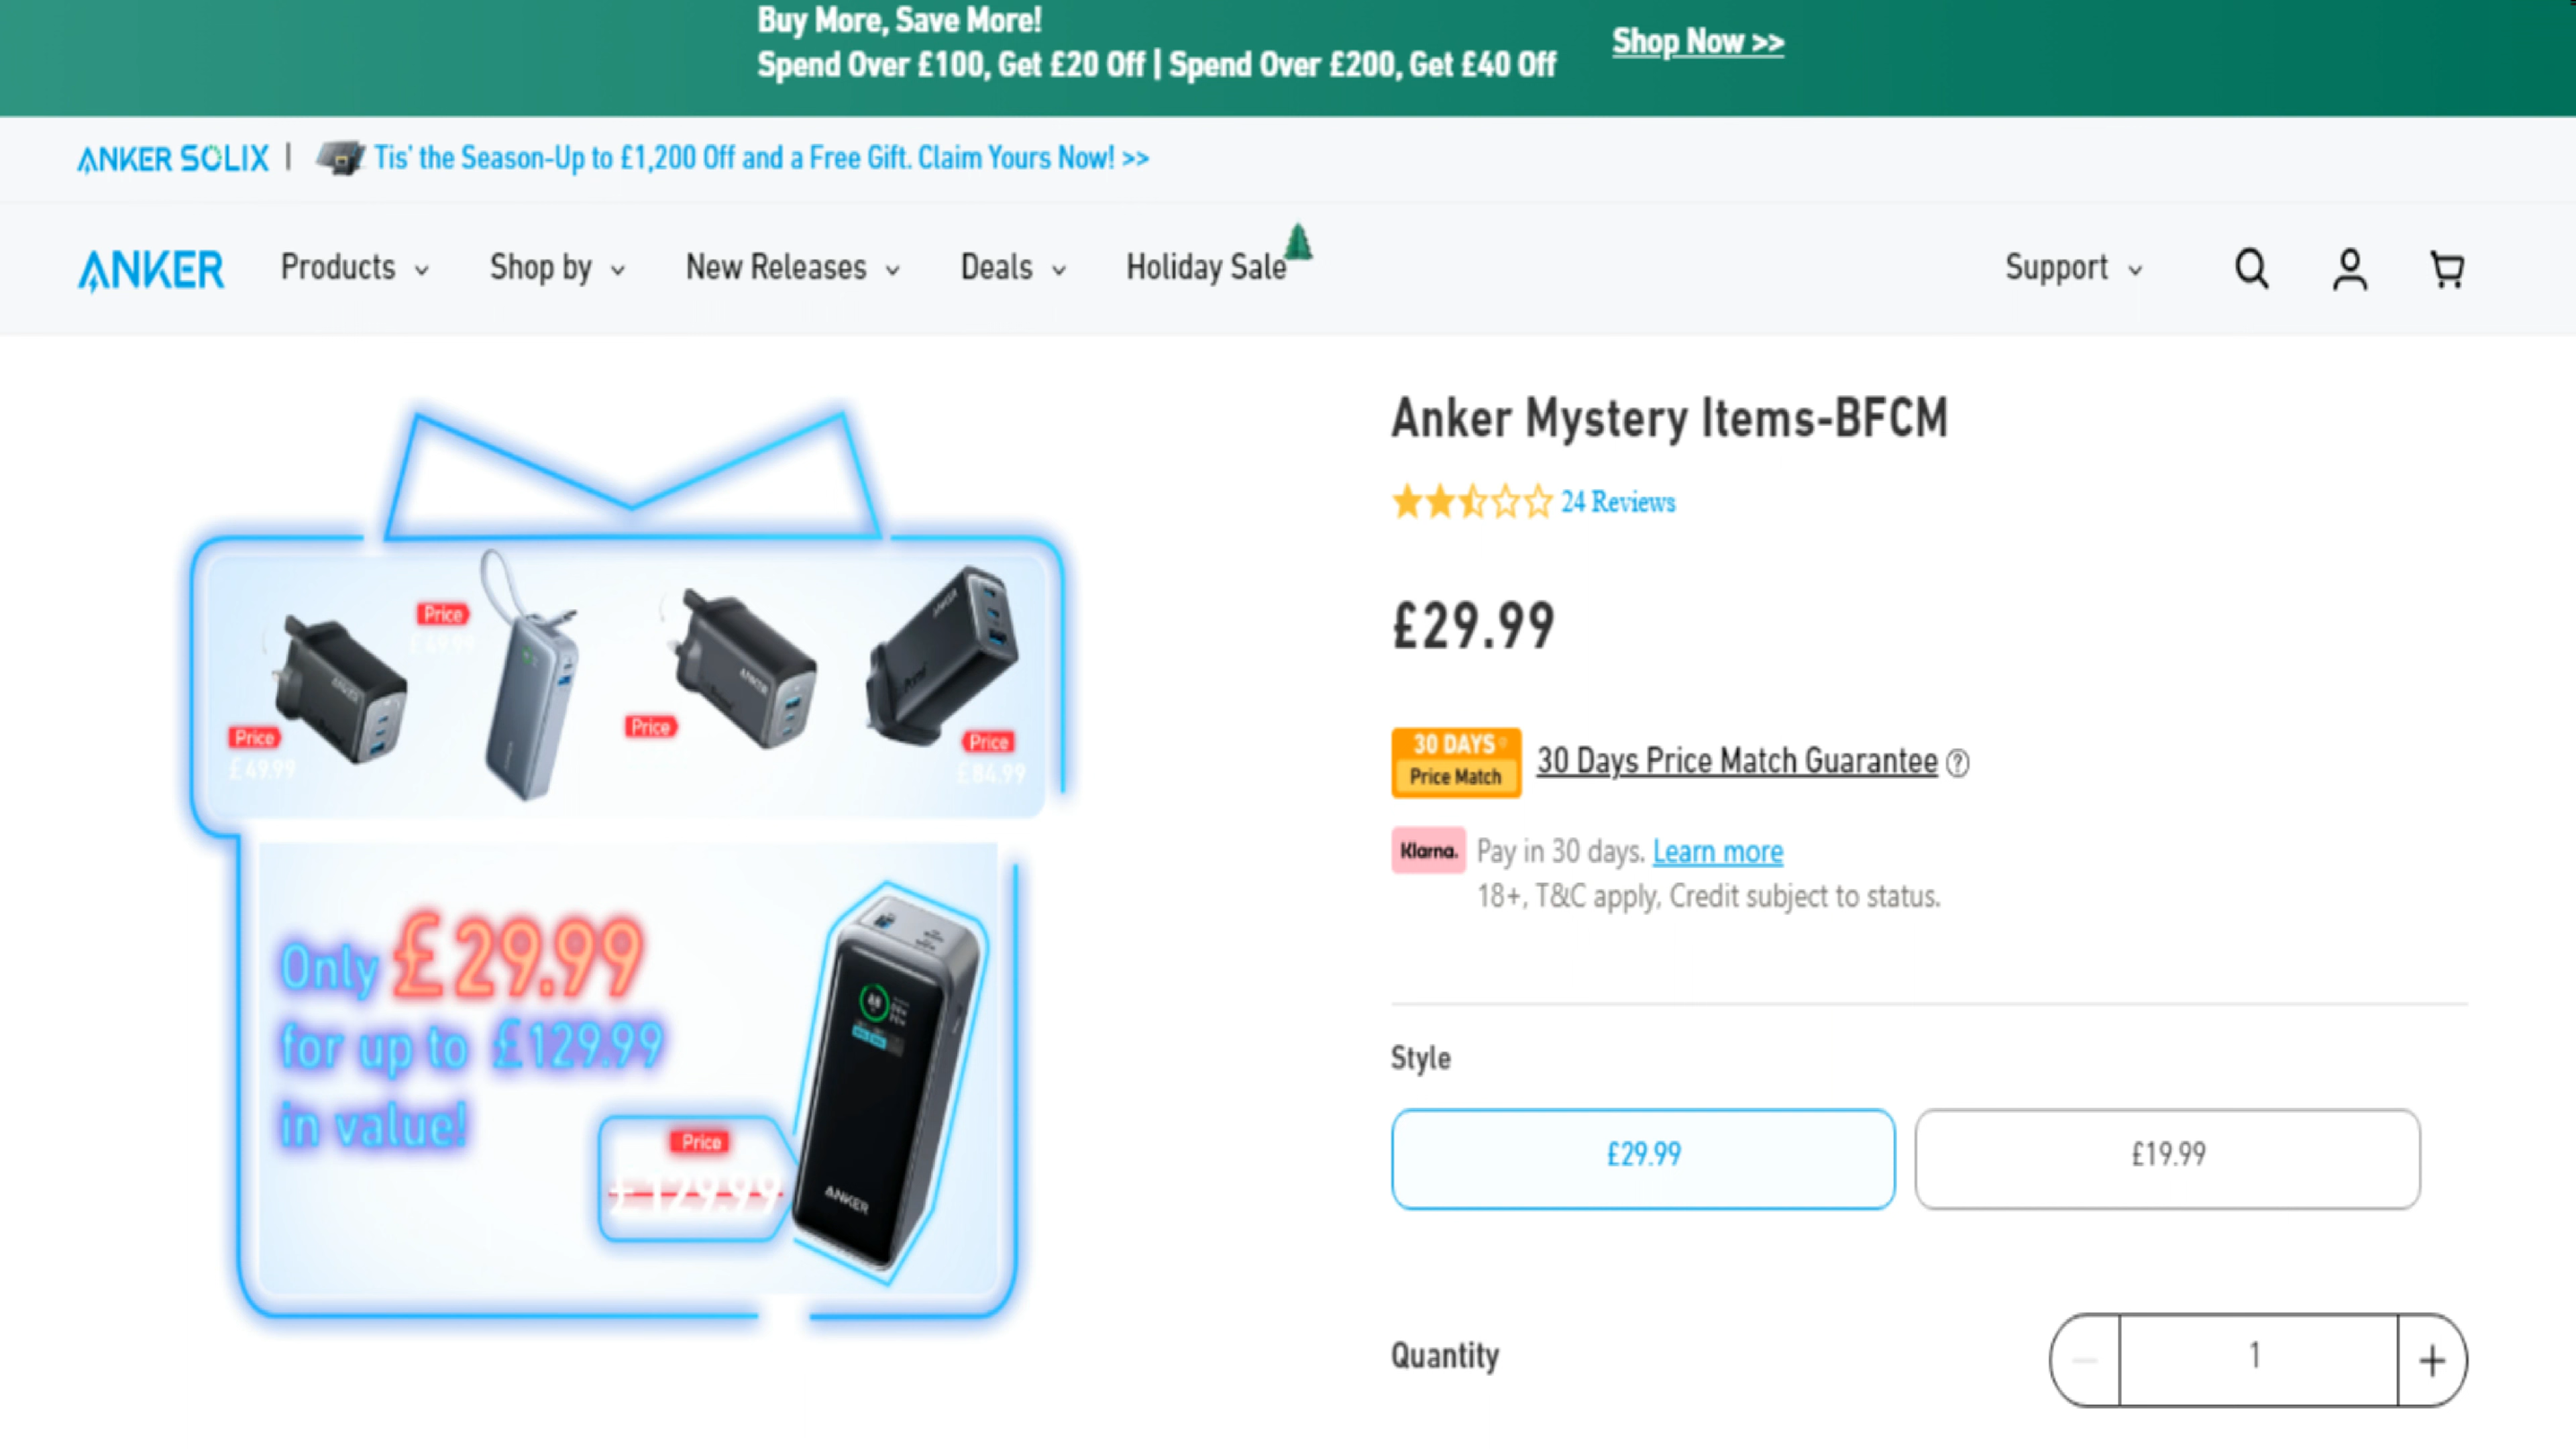 Buy More, Save More!
Spend Over £100, Get £20 Off | Spend Over £200, Get £40 Off
Shop Now >>
ANKER SOLIX | Tis' the Season-Up to £1,200 Off and a Free Gift. Claim Yours Now! >>
ANKER Products Shop by New Releases Deals Holiday Sale Support
Anker Mystery Items-BFCM
24 Reviews
£29.99
30 DAYS
Price Match
30 Days Price Match Guarantee ?
Klarna. Pay in 30 days. Learn more
18+, T&C apply, Credit subject to status.
Style
£29.99 £19.99
Quantity
1
Price
Price
£49.99
Price
Price
£84.99
ANKER
ANKER
Only £29.99
for up to £129.99
in value!
Price
£129.99
ANKER